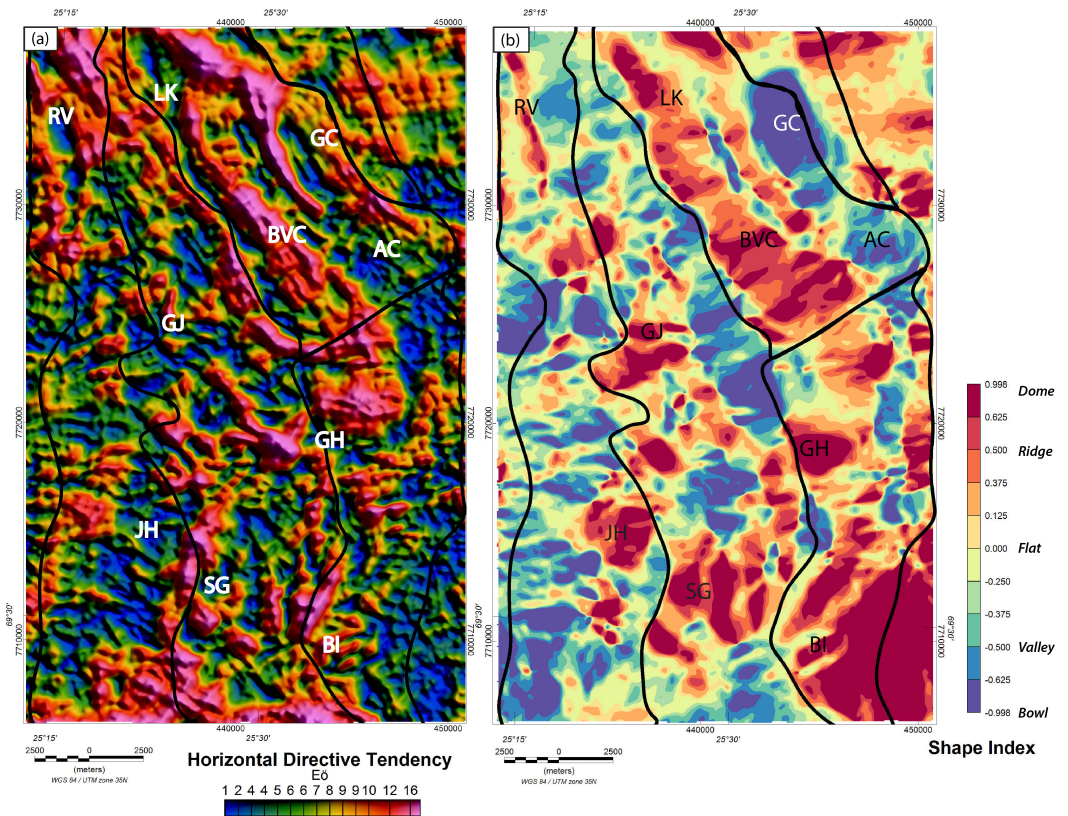 25°15'
440000
25°30'
450000
(a)
RV
LK
GC
BVC
AC
GJ
GH
JH
SG
BI
7730000
7730000
7720000
7720000
69°30'
7710000
69°30'
7710000
25°15'
440000
25°30'
2500 0 2500
(meters)
WGS 84 / UTM zone 35N
Horizontal Directive Tendency
Eö
1 2 4 5 6 7 8 9 10 12 16
25°15'
440000
25°30'
450000
(b)
RV
LK
GC
BVC
AC
GJ
GH
JH
SG
BI
7730000
7730000
7720000
7720000
7710000
69°30'
7710000
25°15'
440000
25°30'
450000
2500 0 2500
(meters)
WGS 84 / UTM zone 35N
0.998 Dome
0.625
0.500 Ridge
0.375
0.125
0.000 Flat
-0.250
-0.375
-0.500 Valley
-0.625
-0.998 Bowl
Shape Index